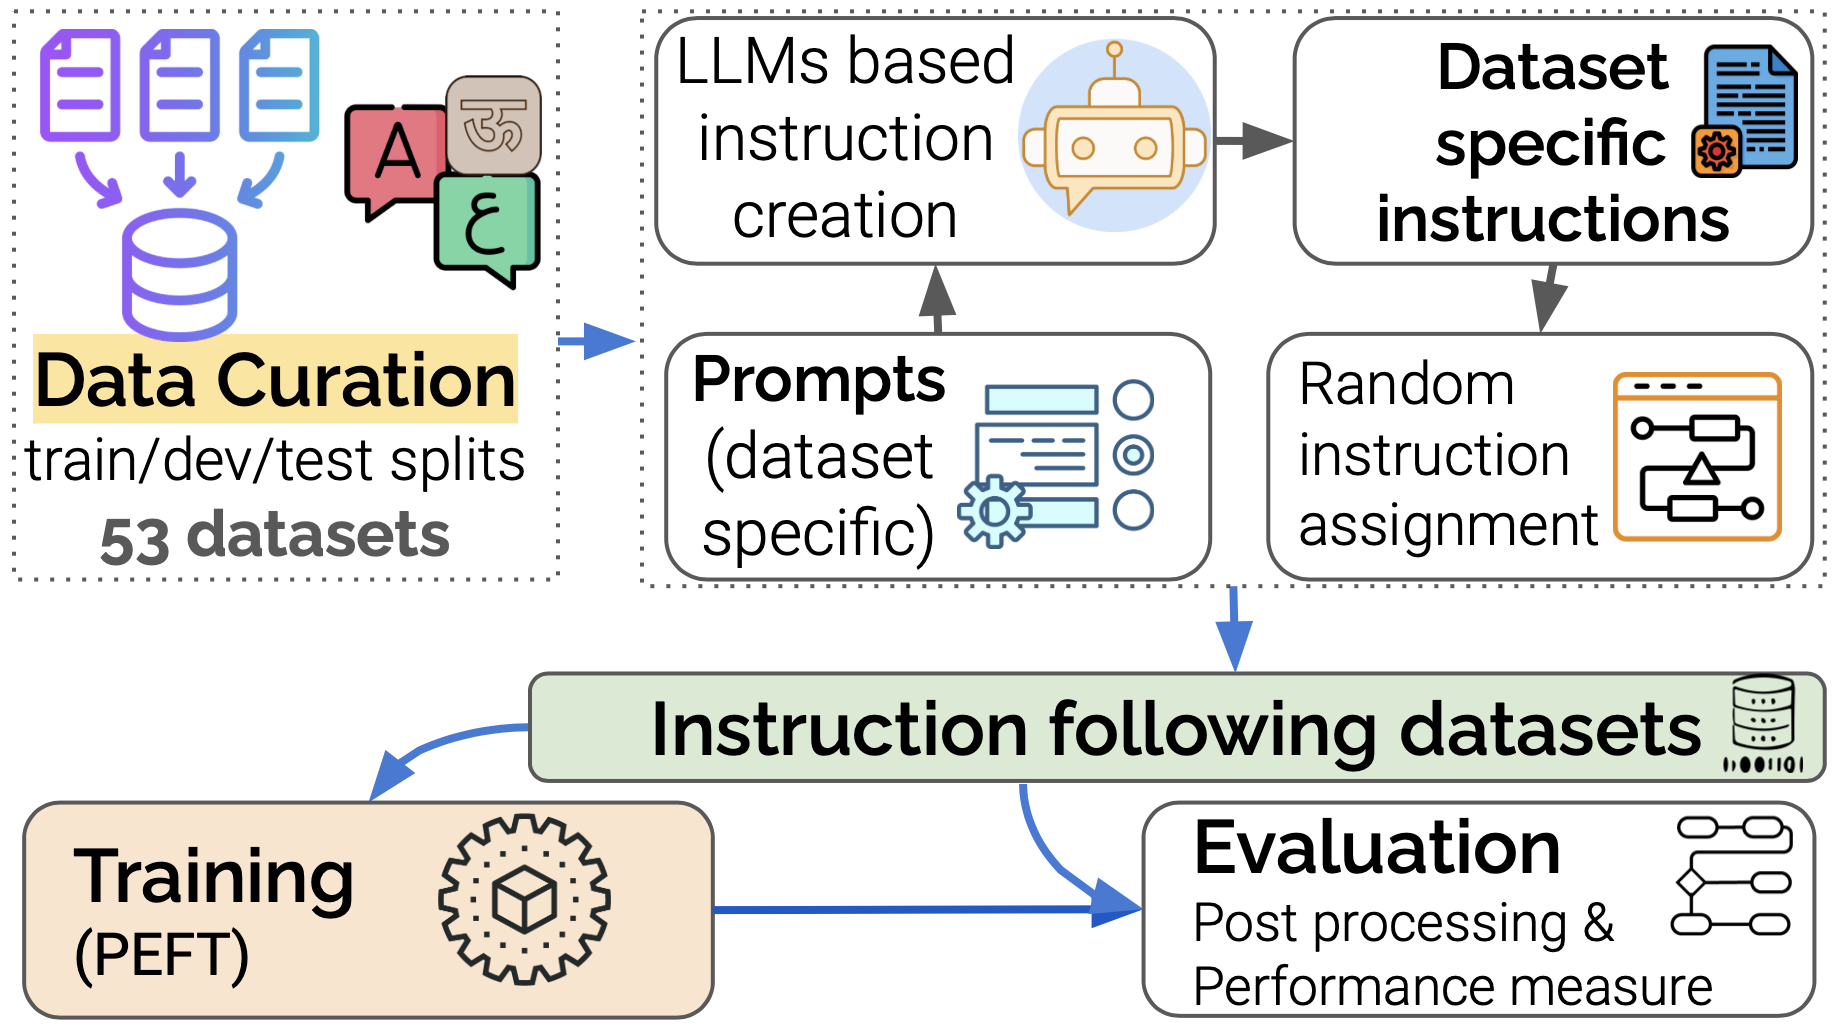 A
ऊ
ع
Data Curation
train/dev/test splits
53 datasets
LLMs based
instruction
creation
Dataset
specific
instructions
Prompts
(dataset
specific)
Random
instruction
assignment
Instruction following datasets
Training
(PEFT)
Evaluation
Post processing &
Performance measure